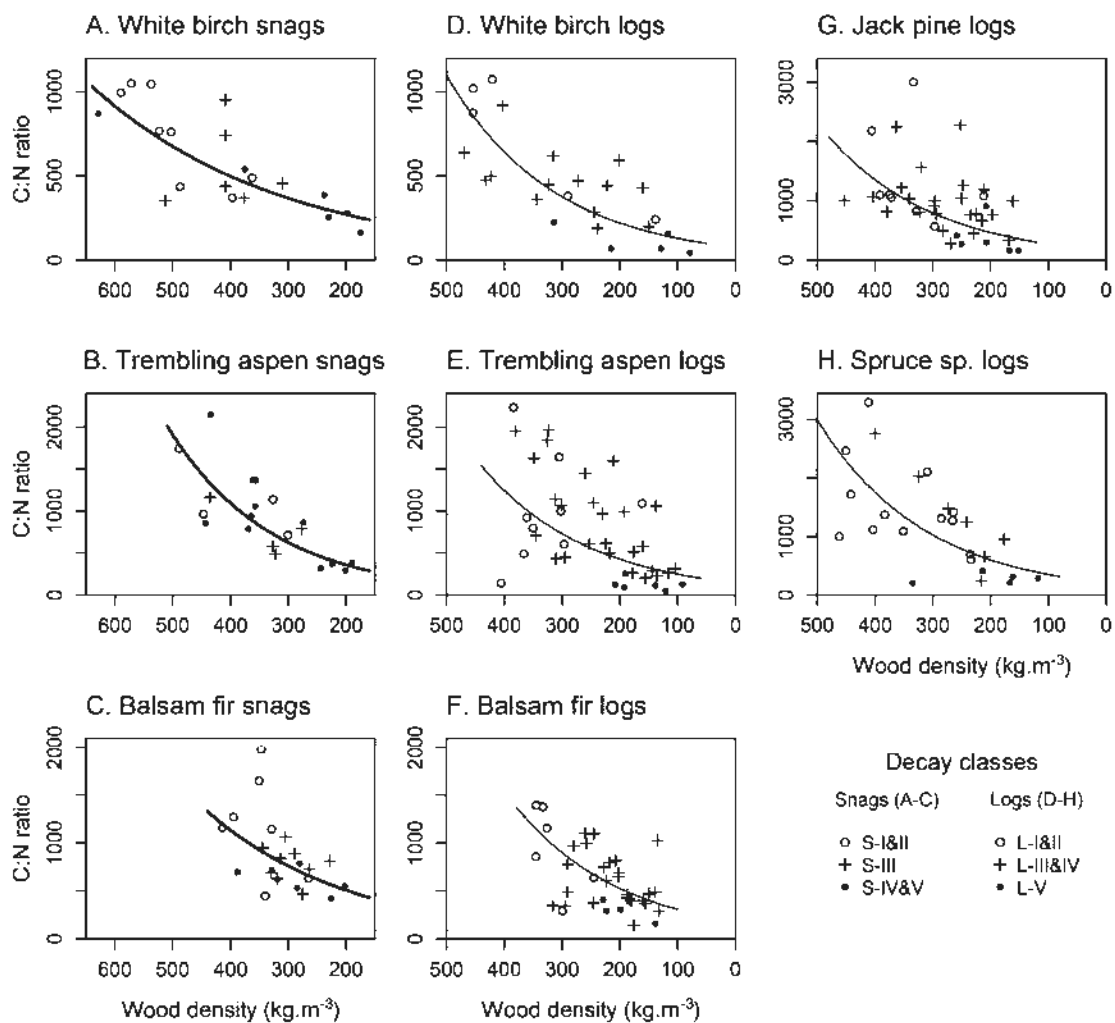 A. White birch snags
D. White birch logs
G. Jack pine logs
C:N ratio
0 500 1000
600 500 400 300 200
0 500 1000
500 400 300 200 100 0
0 1000 3000
500 400 300 200 100 0
B. Trembling aspen snags
E. Trembling aspen logs
H. Spruce sp. logs
C:N ratio
0 1000 2000
600 500 400 300 200
0 1000 2000
500 400 300 200 100 0
0 1000 3000
500 400 300 200 100 0
Wood density (kg.m-3)
C. Balsam fir snags
F. Balsam fir logs
C:N ratio
0 1000 2000
600 500 400 300 200
Wood density (kg.m-3)
0 1000 2000
500 400 300 200 100 0
Wood density (kg.m-3)
Decay classes
Snags (A-C) Logs (D-H)
S-I&II L-I&II
S-III L-III&IV
S-IV&V L-V